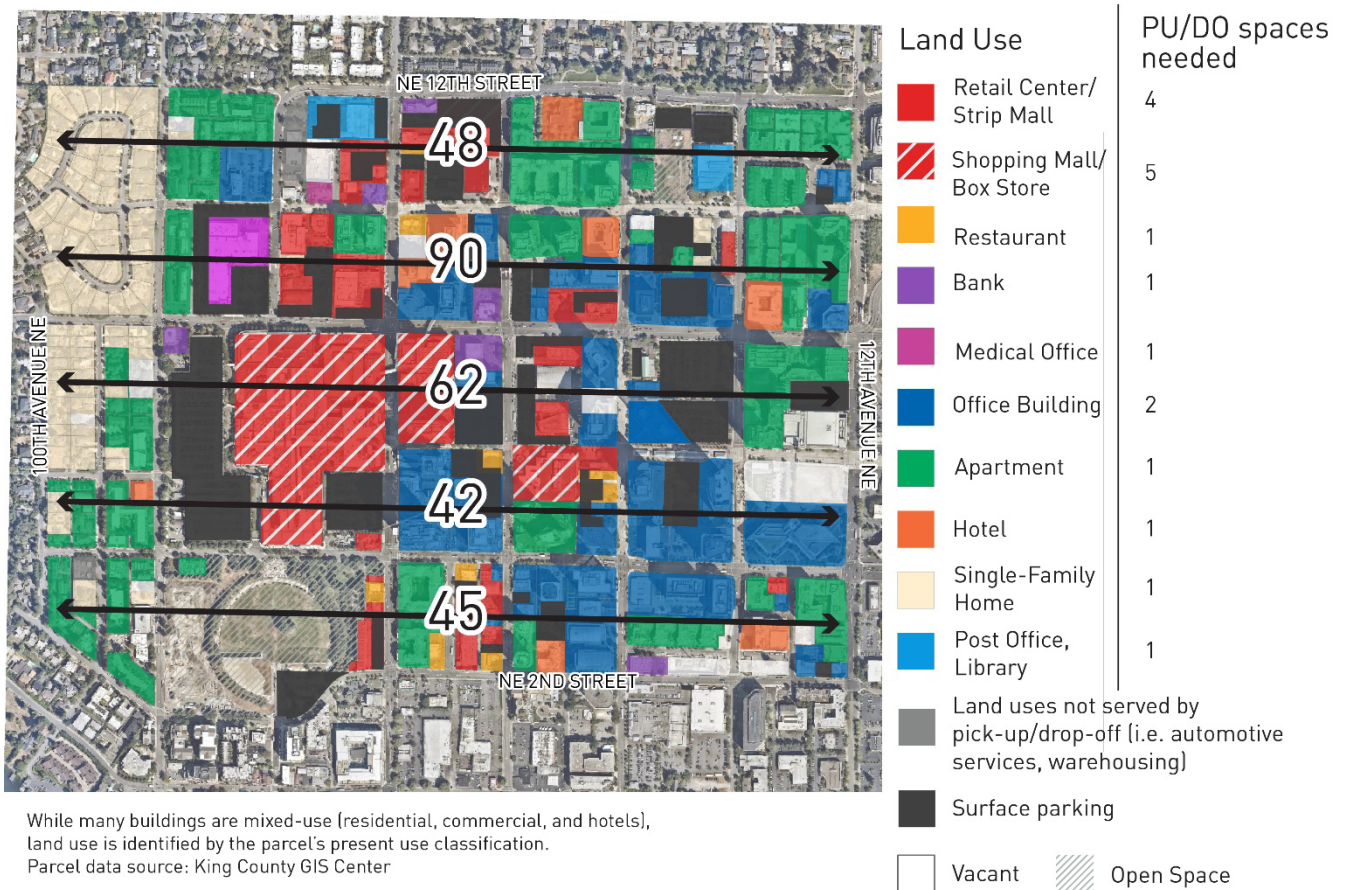 NE 12TH STREET
48
90
100TH AVENUE NE
12TH AVENUE NE
62
42
45
NE 2ND STREET
While many buildings are mixed-use (residential, commercial, and hotels),
land use is identified by the parcel's present use classification.
Parcel data source: King County GIS Center
Land Use
PU/DO spaces
needed
Retail Center/
Strip Mall
4
Shopping Mall/
Box Store
5
Restaurant
1
Bank
1
Medical Office
1
Office Building
2
Apartment
1
Hotel
1
Single-Family
Home
1
Post Office,
Library
1
Land uses not served by
pick-up/drop-off (i.e. automotive
services, warehousing)
Surface parking
Vacant
Open Space